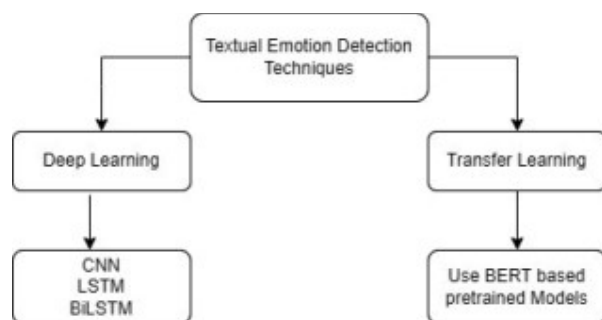 Textual Emotion Detection
Techniques
Deep Learning
Transfer Learning
CNN
LSTM
BiLSTM
Use BERT based
pretrained Models